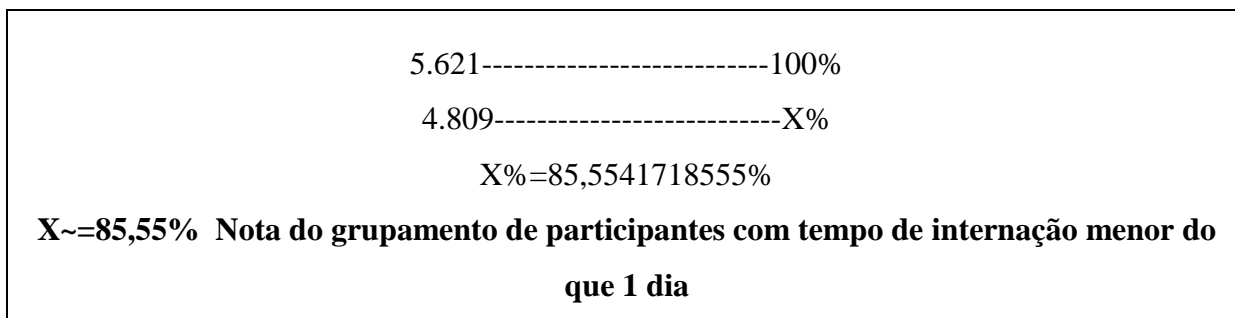 5.621---------------------------100%
4.809---------------------------X%
X%=85,5541718555%
X~=85,55% Nota do grupamento de participantes com tempo de internação menor do
que 1 dia